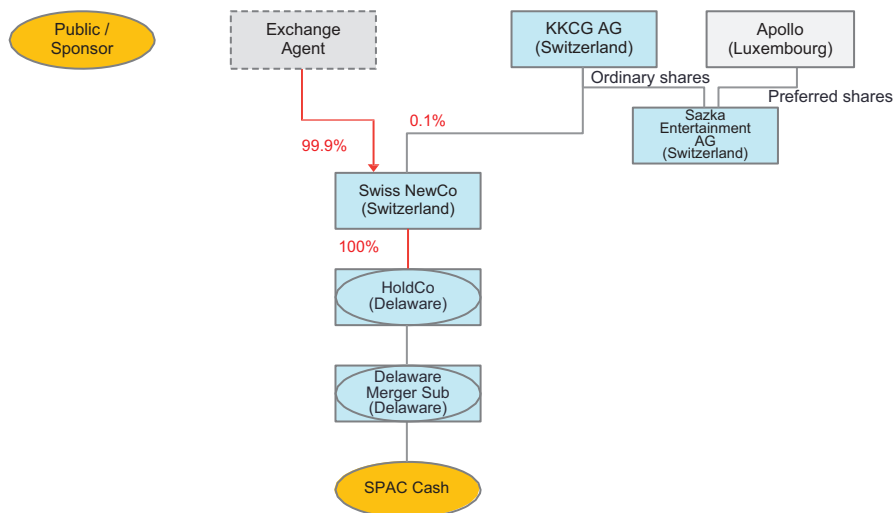 Public /
Sponsor
Exchange
Agent
KKCG AG
(Switzerland)
Apollo
(Luxembourg)
Ordinary shares
Preferred shares
Sazka
Entertainment
AG
(Switzerland)
0.1%
99.9%
Swiss NewCo
(Switzerland)
100%
HoldCo
(Delaware)
Delaware
Merger Sub
(Delaware)
SPAC Cash